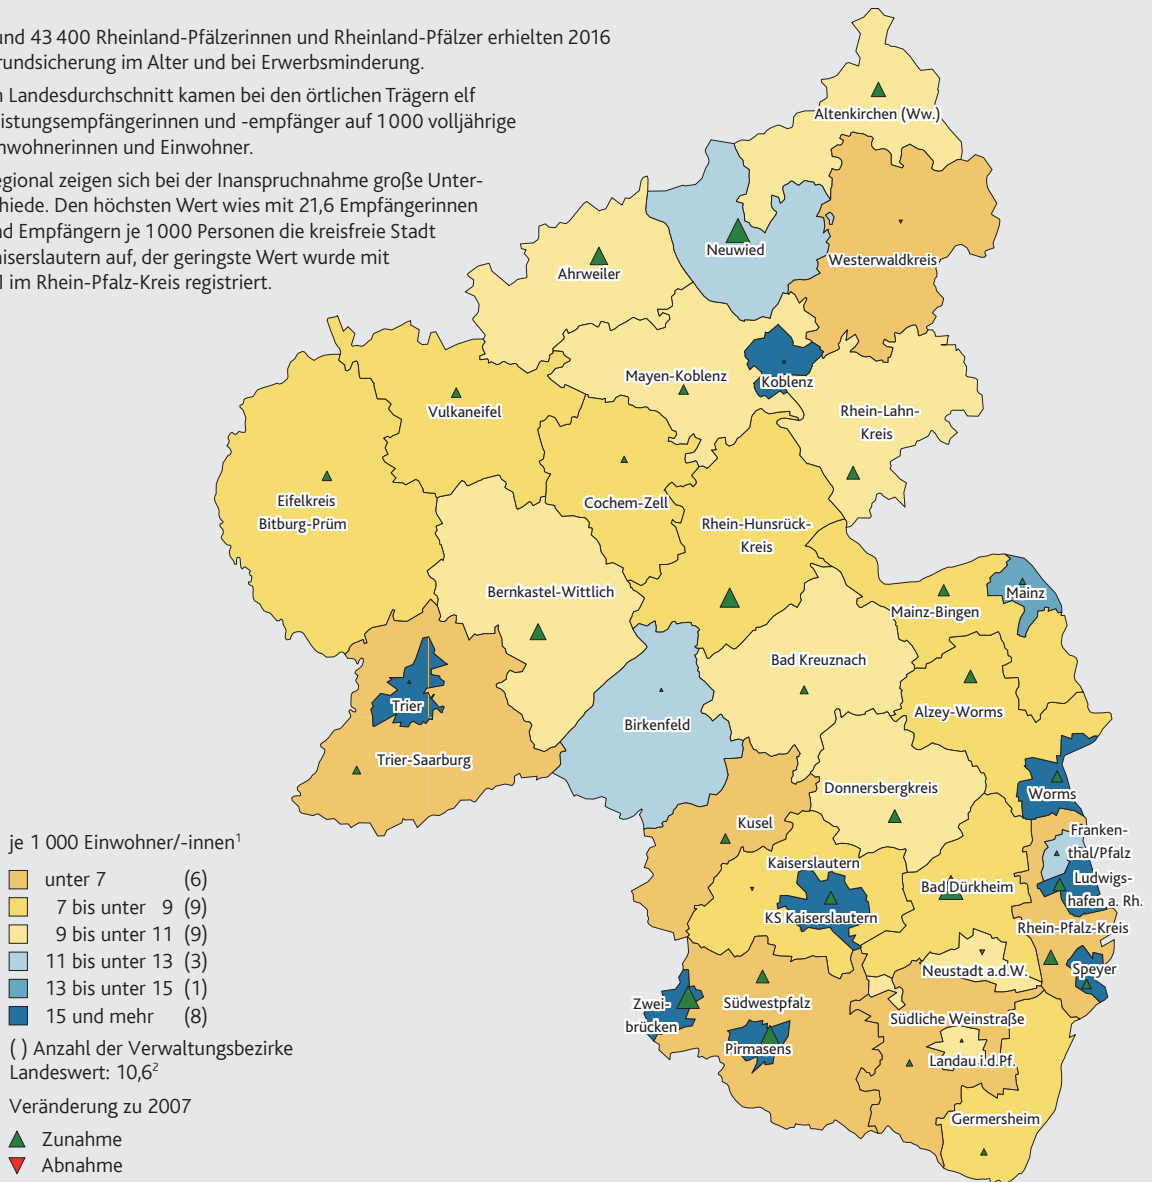 und 43 400 Rheinland-Pfälzerinnen und Rheinland-Pfälzer erhielten 2016
rundsicherung im Alter und bei Erwerbsminderung.
n Landesdurchschnitt kamen bei den örtlichen Trägern elf
istungsempfängerinnen und -empfänger auf 1 000 volljährige
nwohnerinnen und Einwohner.
egional zeigen sich bei der Inanspruchnahme große Unter-
hiede. Den höchsten Wert wies mit 21,6 Empfängerinnen
nd Empfängern je 1 000 Personen die kreisfreie Stadt
aiserslautern auf, der geringste Wert wurde mit
1 im Rhein-Pfalz-Kreis registriert.
Altenkirchen (Ww.)
Neuwied
Westerwaldkreis
Ahrweiler
Mayen-Koblenz
Koblenz
Vulkaneifel
Rhein-Lahn-
Kreis
Eifelkreis
Bitburg-Prüm
Cochem-Zell
Rhein-Hunsrück-
Kreis
Bernkastel-Wittlich
Mainz
Mainz-Bingen
Bad Kreuznach
Trier
Birkenfeld
Alzey-Worms
Trier-Saarburg
Donnersbergkreis
Worms
Kusel
Franken-
thal/Pfalz
Kaiserslautern
Ludwigs-
hafen a. Rh.
Bad Dürkheim
KS Kaiserslautern
Rhein-Pfalz-Kreis
Neustadt a.d.W.
Speyer
Zwei-
brücken
Südwestpfalz
Südliche Weinstraße
Pirmasens
Landau i.d.Pf.
Germersheim
je 1 000 Einwohner/-innen¹
unter 7 (6)
7 bis unter 9 (9)
9 bis unter 11 (9)
11 bis unter 13 (3)
13 bis unter 15 (1)
15 und mehr (8)
( ) Anzahl der Verwaltungsbezirke
Landeswert: 10,6²
Veränderung zu 2007
Zunahme
Abnahme